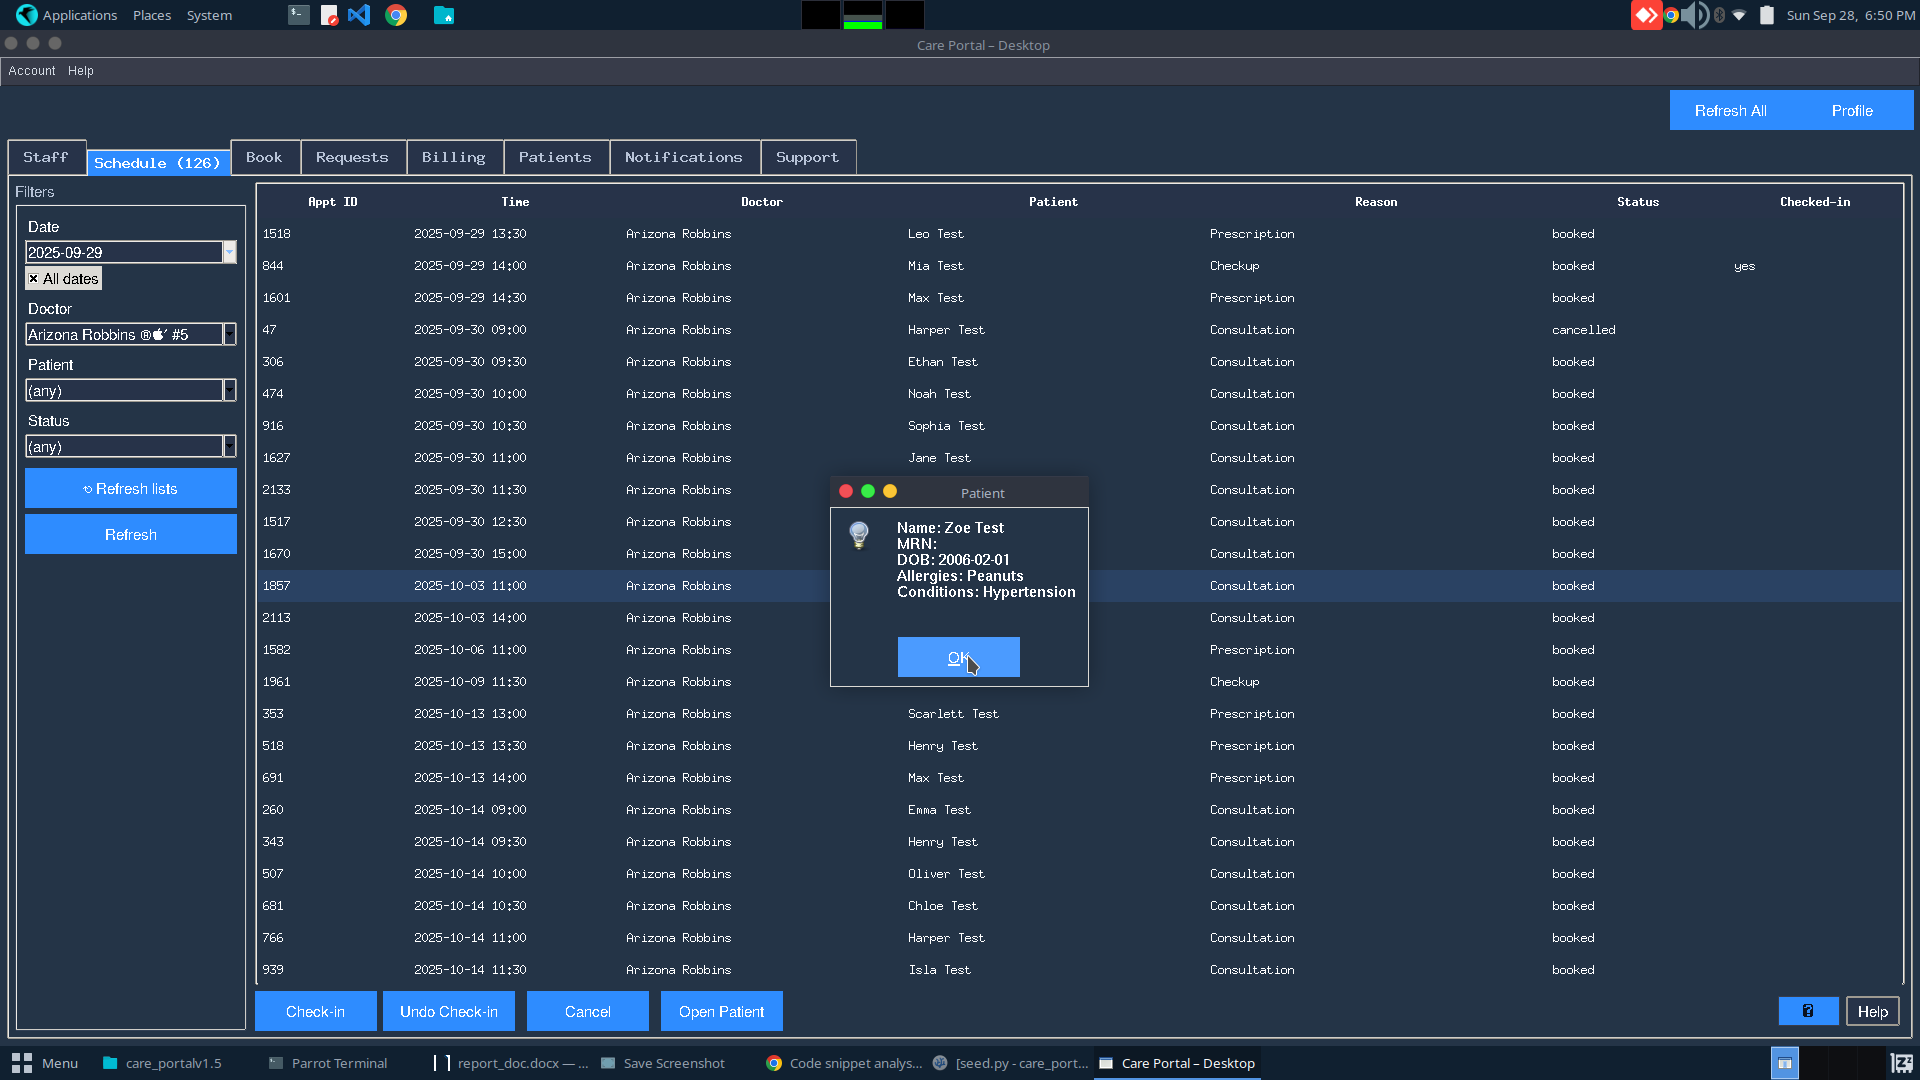 Applications Places System
Sun Sep 28, 6:50 PM
Care Portal – Desktop
Account Help
Refresh All Profile
Staff Schedule (126) Book Requests Billing Patients Notifications Support
Filters
Date
2025-09-29
All dates
Doctor
Arizona Robbins ®' #5
Patient
(any)
Status
(any)
Refresh lists
Refresh
Appt ID Time Doctor Patient Reason Status Checked-in
1518 2025-09-29 13:30 Arizona Robbins Leo Test Prescription booked
844 2025-09-29 14:00 Arizona Robbins Mia Test Checkup booked yes
1601 2025-09-29 14:30 Arizona Robbins Max Test Prescription booked
47 2025-09-30 09:00 Arizona Robbins Harper Test Consultation cancelled
306 2025-09-30 09:30 Arizona Robbins Ethan Test Consultation booked
474 2025-09-30 10:00 Arizona Robbins Noah Test Consultation booked
916 2025-09-30 10:30 Arizona Robbins Sophia Test Consultation booked
1627 2025-09-30 11:00 Arizona Robbins Jane Test Consultation booked
2133 2025-09-30 11:30 Arizona Robbins Consultation booked
1517 2025-09-30 12:30 Arizona Robbins Consultation booked
1670 2025-09-30 15:00 Arizona Robbins Consultation booked
1857 2025-10-03 11:00 Arizona Robbins Consultation booked
2113 2025-10-03 14:00 Arizona Robbins Consultation booked
1582 2025-10-06 11:00 Arizona Robbins Prescription booked
1961 2025-10-09 11:30 Arizona Robbins Checkup booked
353 2025-10-13 13:00 Arizona Robbins Scarlett Test Prescription booked
518 2025-10-13 13:30 Arizona Robbins Henry Test Prescription booked
691 2025-10-13 14:00 Arizona Robbins Max Test Prescription booked
260 2025-10-14 09:00 Arizona Robbins Emma Test Consultation booked
343 2025-10-14 09:30 Arizona Robbins Henry Test Consultation booked
507 2025-10-14 10:00 Arizona Robbins Oliver Test Consultation booked
681 2025-10-14 10:30 Arizona Robbins Chloe Test Consultation booked
766 2025-10-14 11:00 Arizona Robbins Harper Test Consultation booked
939 2025-10-14 11:30 Arizona Robbins Isla Test Consultation booked
Patient
Name: Zoe Test
MRN:
DOB: 2006-02-01
Allergies: Peanuts
Conditions: Hypertension
OK
Check-in Undo Check-in Cancel Open Patient
? Help
Menu care_portalv1.5 Parrot Terminal report_doc.docx — ... Save Screenshot Code snippet analys... [seed.py - care_port... Care Portal – Desktop